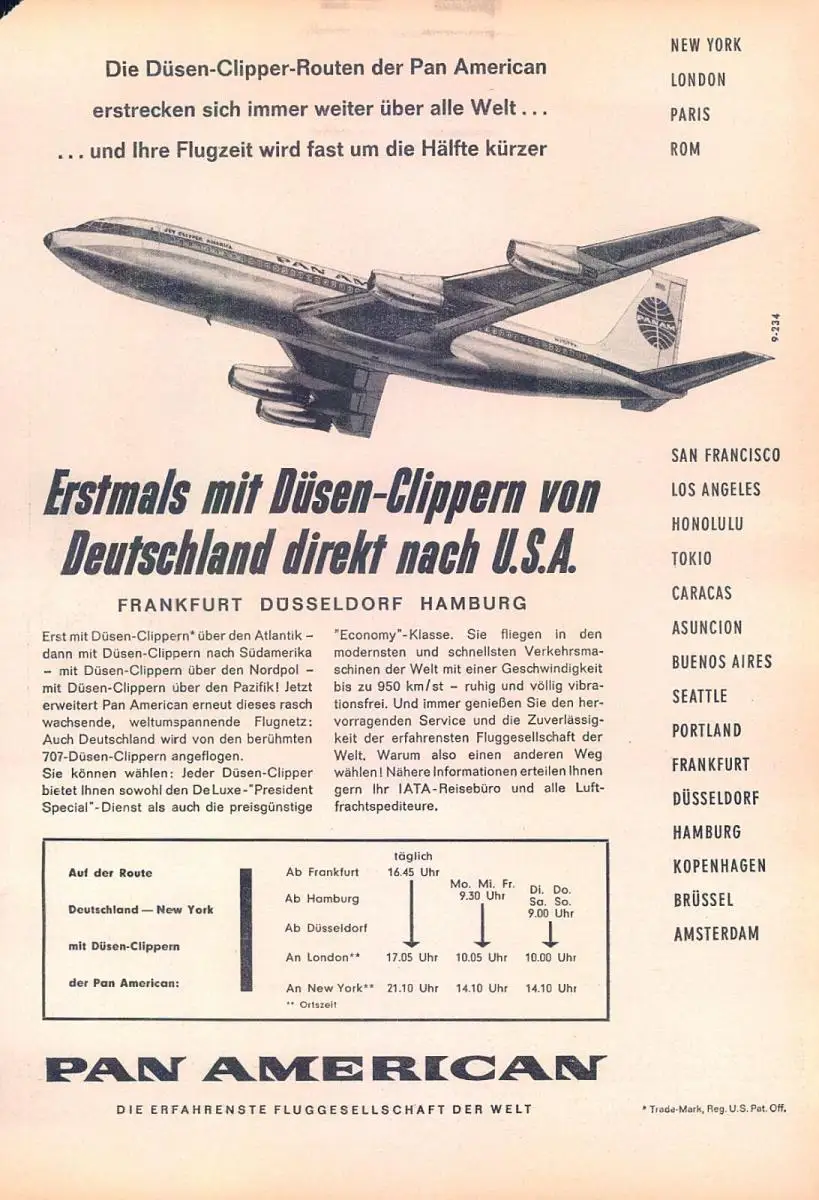 Die Düsen-Clipper-Routen der Pan American
erstrecken sich immer weiter über alle Welt...
...und Ihre Flugzeit wird fast um die Hälfte kürzer
NEW YORK
LONDON
PARIS
ROM
JET CLIPPER AMERICA
PAN AM
PAN AM
9-234
Erstmals mit Düsen-Clippern von
Deutschland direkt nach U.S.A.
FRANKFURT DÜSSELDORF HAMBURG
Erst mit Düsen-Clippern* über den Atlantik –
dann mit Düsen-Clippern nach Südamerika
– mit Düsen-Clippern über den Nordpol –
mit Düsen-Clippern über den Pazifik! Jetzt
erweitert Pan American erneut dieses rasch
wachsende, weltumspannende Flugnetz:
Auch Deutschland wird von den berühmten
707-Düsen-Clippern angeflogen.
Sie können wählen: Jeder Düsen-Clipper
bietet Ihnen sowohl den De Luxe-"President
Special"-Dienst als auch die preisgünstige
"Economy"-Klasse. Sie fliegen in den
modernsten und schnellsten Verkehrsma-
schinen der Welt mit einer Geschwindigkeit
bis zu 950 km/st – ruhig und völlig vibra-
tionsfrei. Und immer genießen Sie den her-
vorragenden Service und die Zuverlässig-
keit der erfahrensten Fluggesellschaft der
Welt. Warum also einen anderen Weg
wählen! Nähere Informationen erteilen Ihnen
gern Ihr IATA-Reisebüro und alle Luft-
frachtspediteure.
SAN FRANCISCO
LOS ANGELES
HONOLULU
TOKIO
CARACAS
ASUNCION
BUENOS AIRES
SEATTLE
PORTLAND
FRANKFURT
DÜSSELDORF
HAMBURG
KOPENHAGEN
BRÜSSEL
AMSTERDAM
Auf der Route
Deutschland — New York
mit Düsen-Clippern
der Pan American:
täglich
Ab Frankfurt 16.45 Uhr
Mo. Mi. Fr.
Ab Hamburg 9.30 Uhr
Di. Do.
Sa. So.
Ab Düsseldorf 9.00 Uhr
An London** 17.05 Uhr 10.05 Uhr 10.00 Uhr
An New York** 21.10 Uhr 14.10 Uhr 14.10 Uhr
** Ortszeit
PAN AMERICAN
DIE ERFAHRENSTE FLUGGESELLSCHAFT DER WELT
* Trade-Mark, Reg. U.S. Pat. Off.